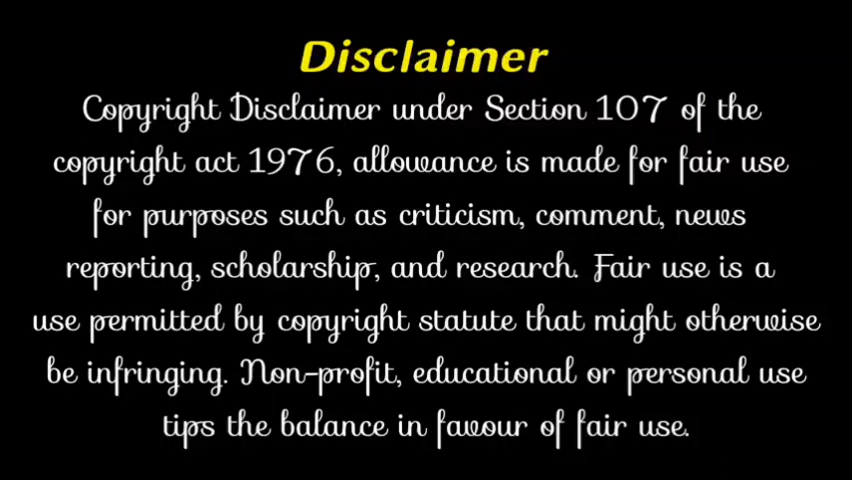 Disclaimer
Copyright Disclaimer under Section 107 of the
copyright act 1976, allowance is made for fair use
for purposes such as criticism, comment, news
reporting, scholarship, and research. Fair use is a
use permitted by copyright statute that might otherwise
be infringing. Non-profit, educational or personal use
tips the balance in favour of fair use.